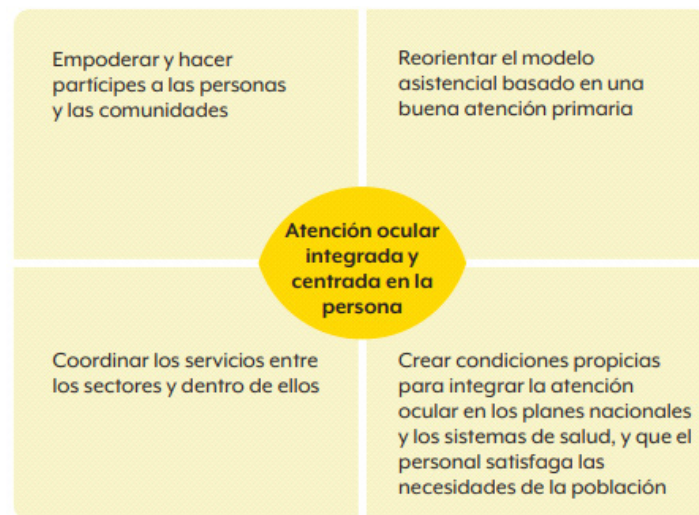 Empoderar y hacer
partícipes a las personas
y las comunidades
Reorientar el modelo
asistencial basado en una
buena atención primaria
Atención ocular
integrada y
centrada en la
persona
Coordinar los servicios entre
los sectores y dentro de ellos
Crear condiciones propicias
para integrar la atención
ocular en los planes nacionales
y los sistemas de salud, y que el
personal satisfaga las
necesidades de la población